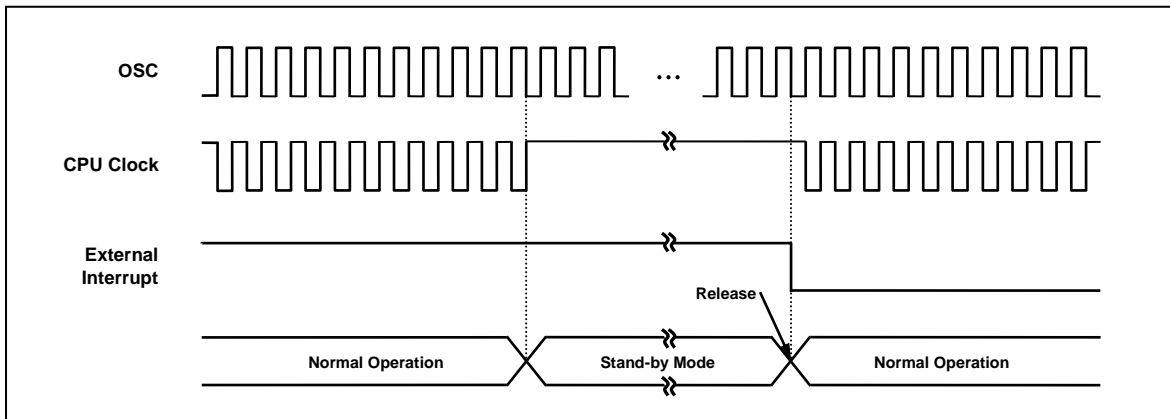 OSC
...
CPU Clock
External
Interrupt
Release
Normal Operation
Stand-by Mode
Normal Operation